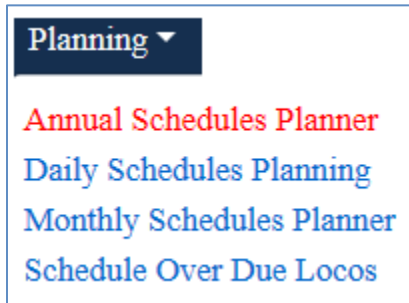 Planning
Annual Schedules Planner
Daily Schedules Planning
Monthly Schedules Planner
Schedule Over Due Locos